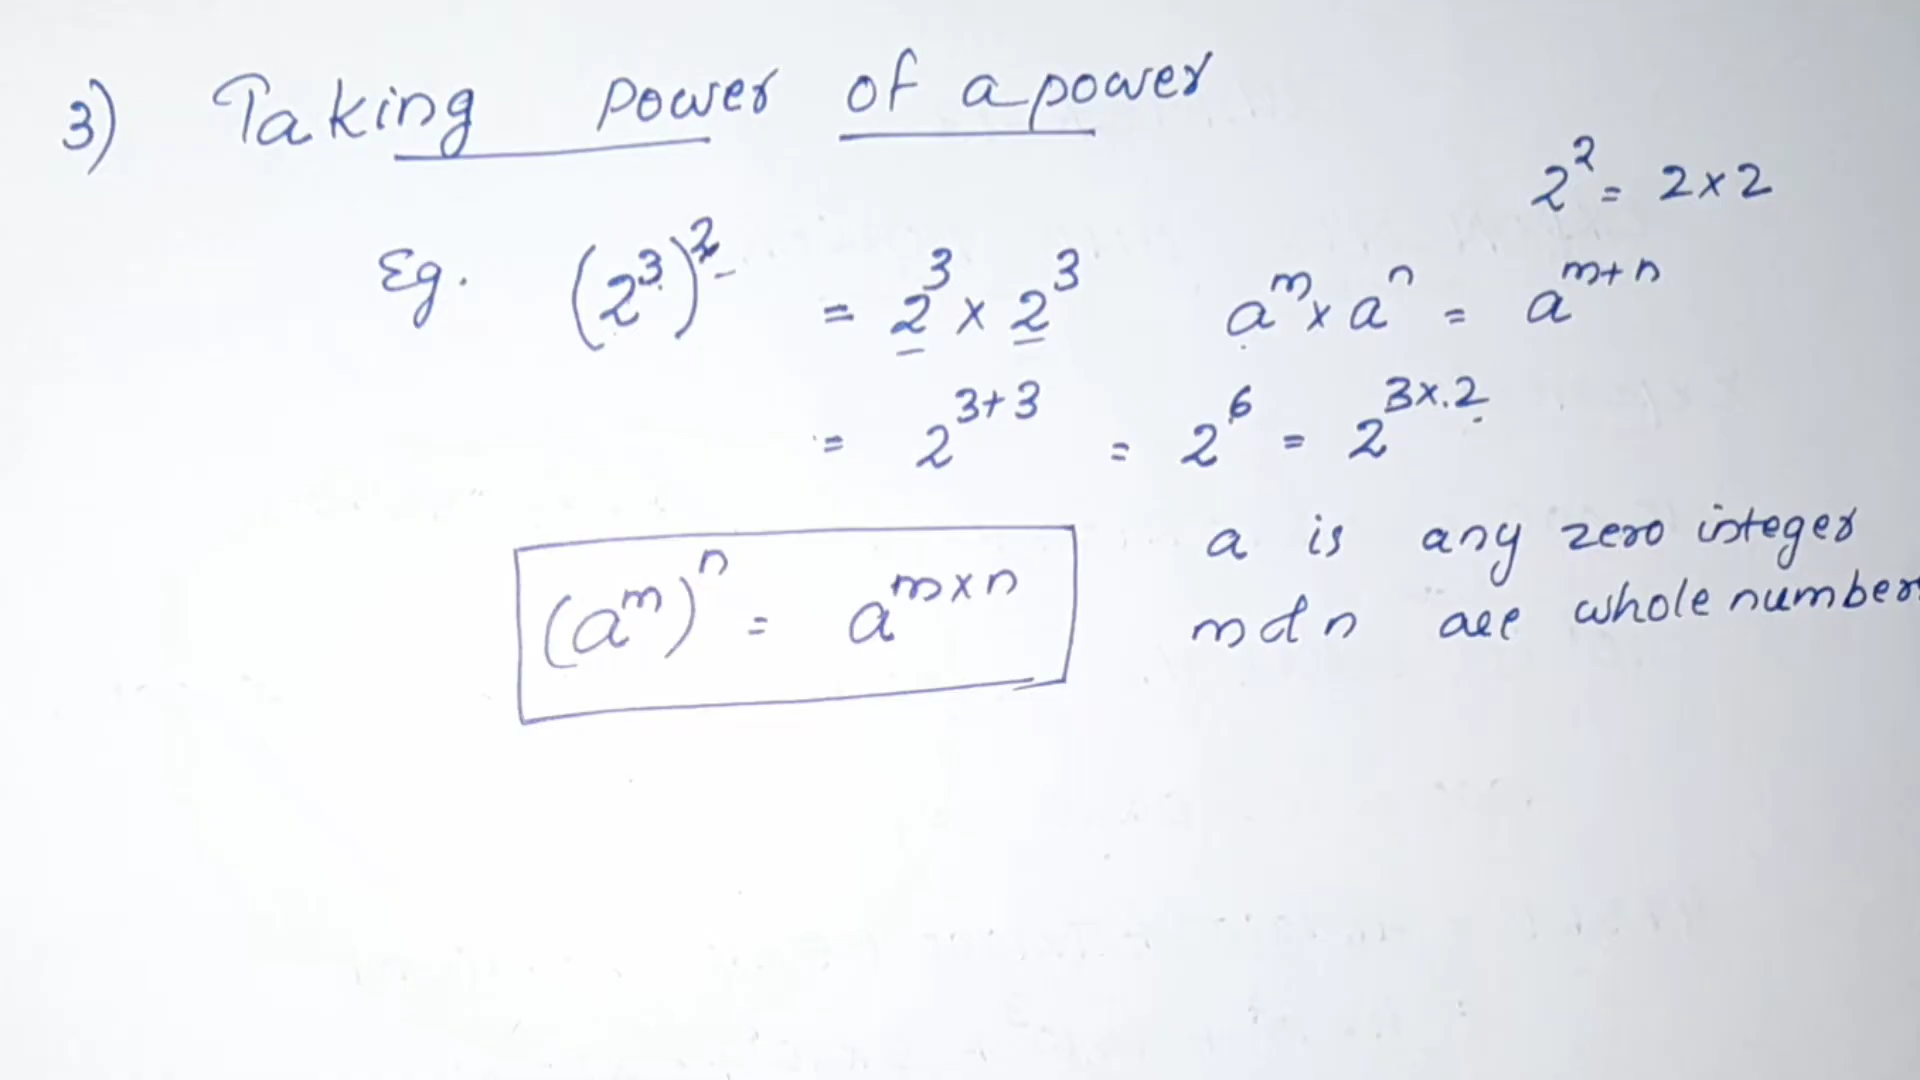 3) Taking power of a power
2² = 2 × 2
Eg. (2³)² = 2³ × 2³ aᵐ × aⁿ = aᵐ⁺ⁿ
= 2³⁺³ = 2⁶ = 2³ˣ·²
a is any zero integer
(aᵐ)ⁿ = aᵐˣⁿ
m & n are whole numbers